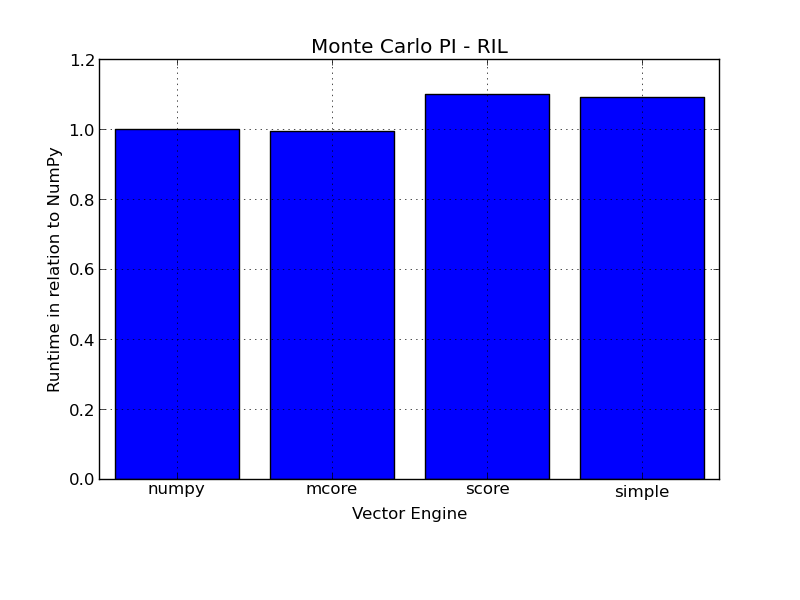 Monte Carlo PI - RIL
1.2
1.0
0.8
0.6
0.4
0.2
0.0
Runtime in relation to NumPy
numpy mcore score simple
Vector Engine